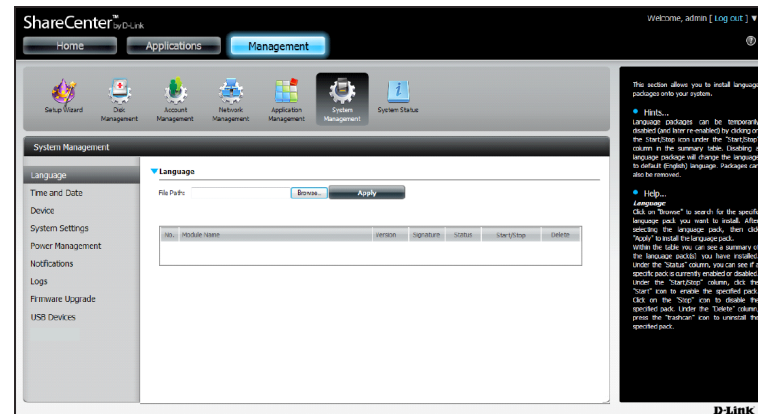 ShareCenter™ by D-Link
Welcome, admin [ Log out ] ▼
Home
Applications
Management
Setup Wizard
Disk Management
Account Management
Network Management
Application Management
System Management
System Status
System Management
Language
Time and Date
Device
System Settings
Power Management
Notifications
Logs
Firmware Upgrade
USB Devices
Language
File Path:
Browse...
Apply
No. Module Name Version Signature Status Start/Stop Delete
This section allows you to install language
packages onto your system.
Hints...
Language packages can be temporarily
disabled (and later re-enabled) by clicking on
the Start/Stop icon under the "Start/Stop"
column in the summary table. Disabling a
language package will change the language
to default (English) language. Packages can
also be removed.
Help...
Language
Click on "Browse" to search for the specific
language pack you want to install. After
selecting the language pack, then click
"Apply" to install the language pack.
Within the table you can see a summary of
the language pack(s) you have installed.
Under the "Status" column, you can see if a
specific pack is currently enabled or disabled.
Under the "Start/Stop" column, click the
"Start" icon to enable the specified pack.
Click on the "Stop" icon to disable the
specified pack. Under the "Delete" column,
press the "trashcan" icon to uninstall the
specified pack.
D-Link